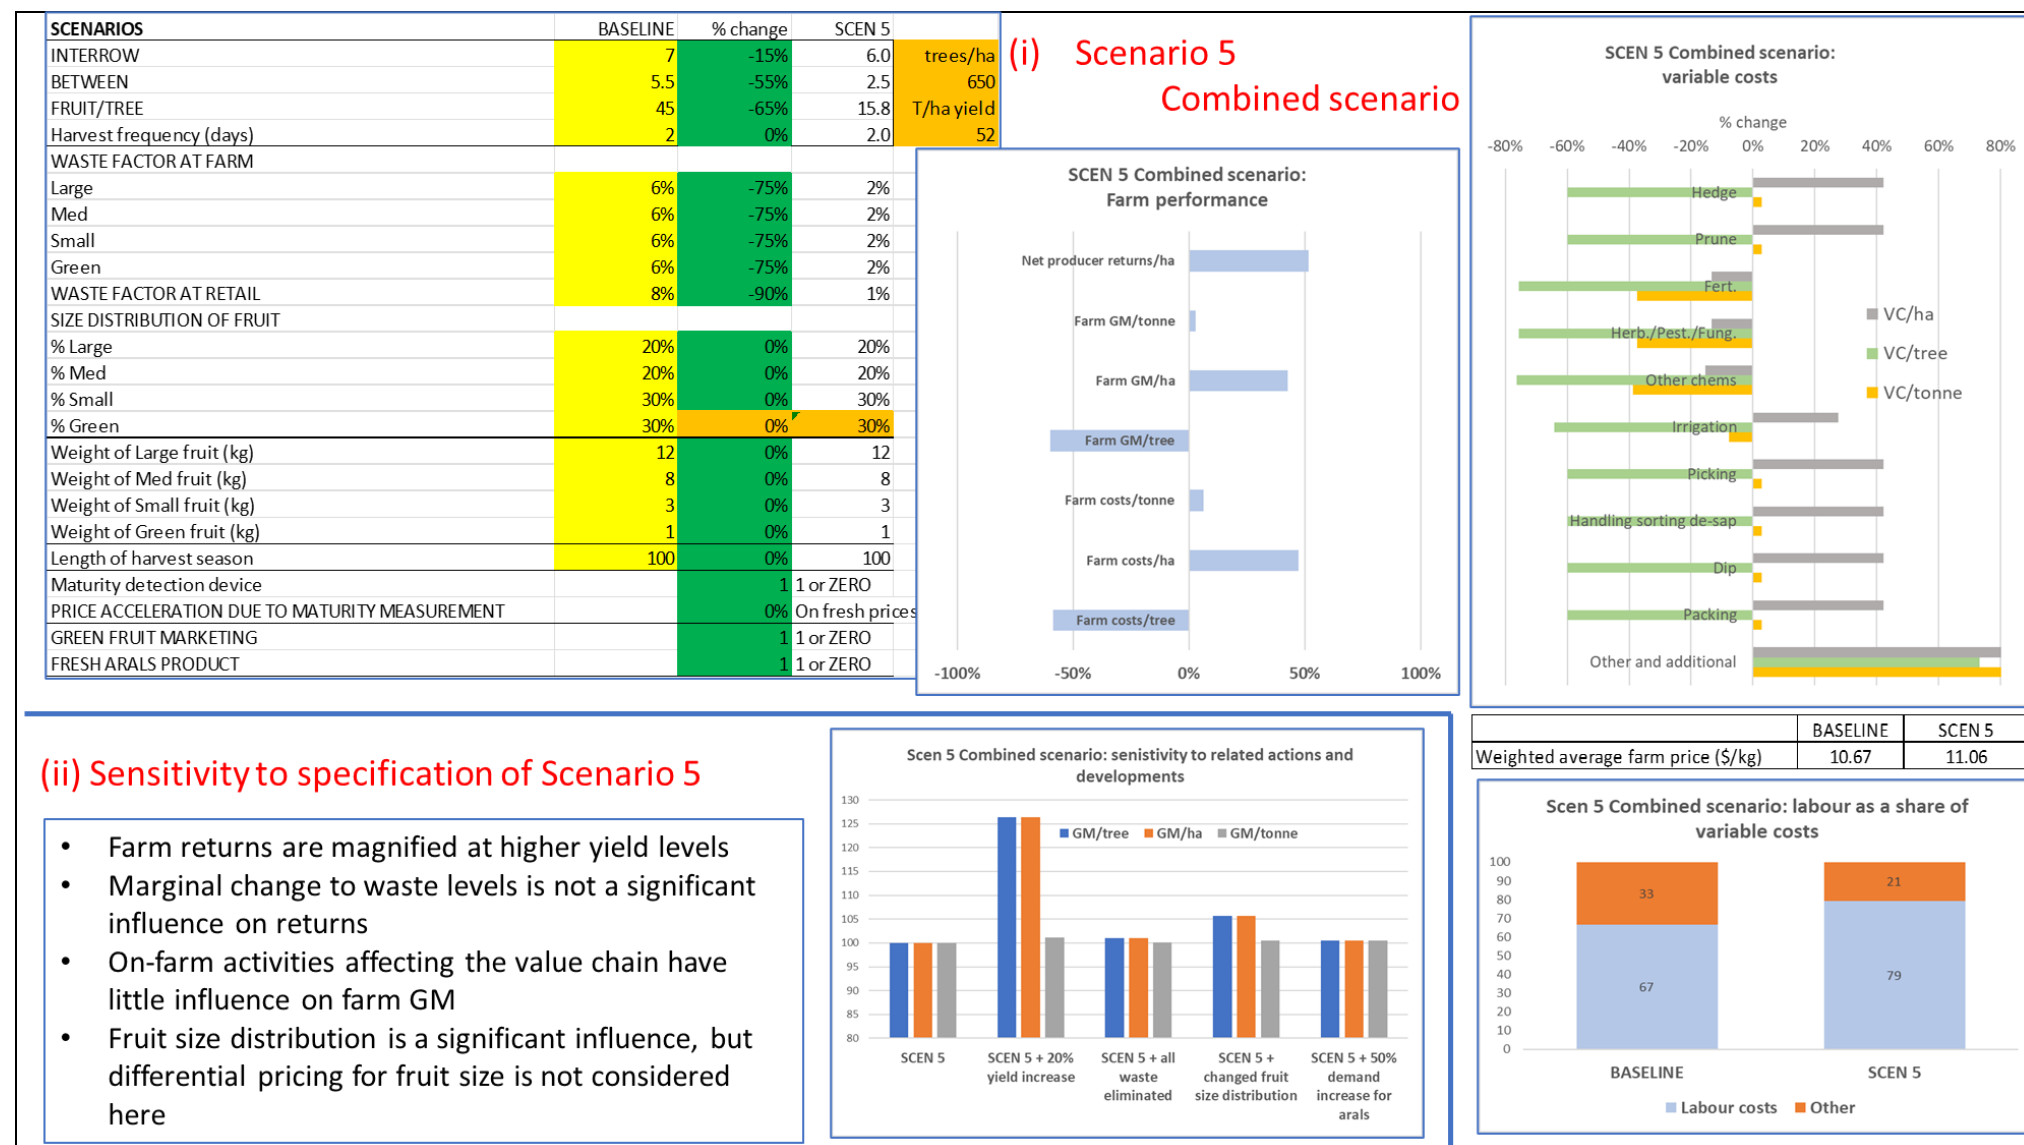 SCENARIOS BASELINE % change SCEN 5
INTERROW 7 -15% 6.0 trees/ha
BETWEEN 5.5 -55% 2.5 650
FRUIT/TREE 45 -65% 15.8 T/ha yield
Harvest frequency (days) 2 0% 2.0 52
WASTE FACTOR AT FARM
Large 6% -75% 2%
Med 6% -75% 2%
Small 6% -75% 2%
Green 6% -75% 2%
WASTE FACTOR AT RETAIL 8% -90% 1%
SIZE DISTRIBUTION OF FRUIT
% Large 20% 0% 20%
% Med 20% 0% 20%
% Small 30% 0% 30%
% Green 30% 0% 30%
Weight of Large fruit (kg) 12 0% 12
Weight of Med fruit (kg) 8 0% 8
Weight of Small fruit (kg) 3 0% 3
Weight of Green fruit (kg) 1 0% 1
Length of harvest season 100 0% 100
Maturity detection device 1 1 or ZERO
PRICE ACCELERATION DUE TO MATURITY MEASUREMENT 0% On fresh prices
GREEN FRUIT MARKETING 1 1 or ZERO
FRESH ARALS PRODUCT 1 1 or ZERO
(i) Scenario 5
Combined scenario
SCEN 5 Combined scenario:
Farm performance
Net producer returns/ha
Farm GM/tonne
Farm GM/ha
Farm GM/tree
Farm costs/tonne
Farm costs/ha
Farm costs/tree
-100% -50% 0% 50% 100%
SCEN 5 Combined scenario:
variable costs
% change
-80% -60% -40% -20% 0% 20% 40% 60% 80%
Hedge
Prune
Fert.
Herb./Pest./Fung.
Other chems
Irrigation
Picking
Handling sorting de-sap
Dip
Packing
Other and additional
VC/ha
VC/tree
VC/tonne
BASELINE SCEN 5
Weighted average farm price ($/kg) 10.67 11.06
(ii) Sensitivity to specification of Scenario 5
• Farm returns are magnified at higher yield levels
• Marginal change to waste levels is not a significant
influence on returns
• On-farm activities affecting the value chain have
little influence on farm GM
• Fruit size distribution is a significant influence, but
differential pricing for fruit size is not considered
here
Scen 5 Combined scenario: senistivity to related actions and
developments
130
125
120
115
110
105
100
95
90
85
80
GM/tree GM/ha GM/tonne
SCEN 5 SCEN 5 + 20% SCEN 5 + all SCEN 5 + SCEN 5 + 50%
yield increase waste changed fruit demand
eliminated size distribution increase for
arals
Scen 5 Combined scenario: labour as a share of
variable costs
100
90
80
70
60
50
40
30
20
10
0
33 21
67 79
BASELINE SCEN 5
Labour costs Other